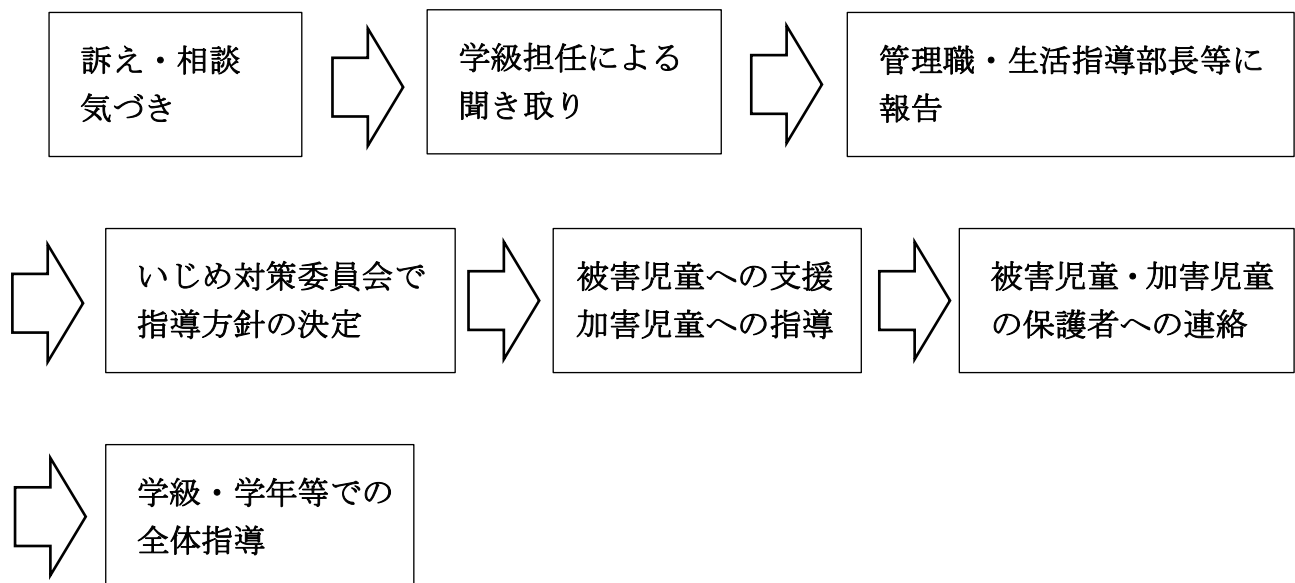 訴え・相談
気づき
学級担任による
聞き取り
管理職・生活指導部長等に
報告
いじめ対策委員会で
指導方針の決定
被害児童への支援
加害児童への指導
被害児童・加害児童
の保護者への連絡
学級・学年等での
全体指導